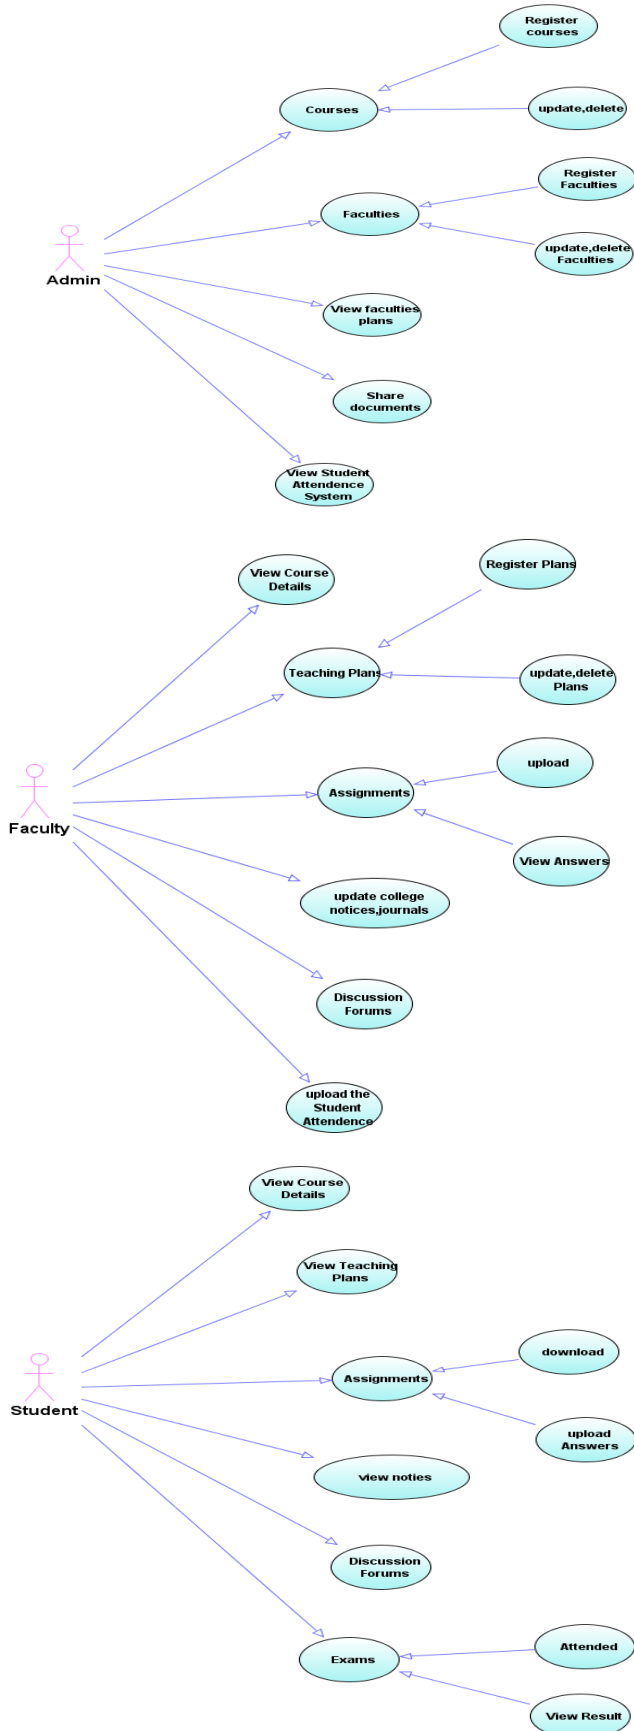 Register
courses
Courses
update,delete
Register
Faculties
Faculties
update,delete
Faculties
Admin
View faculties
plans
Share
documents
View Student
Attendence
System
Register Plans
View Course
Details
Teaching Plans
update,delete
Plans
upload
Assignments
Faculty
View Answers
update college
notices,journals
Discussion
Forums
upload the
Student
Attendence
View Course
Details
View Teaching
Plans
download
Assignments
Student
upload
Answers
view noties
Discussion
Forums
Attended
Exams
View Result